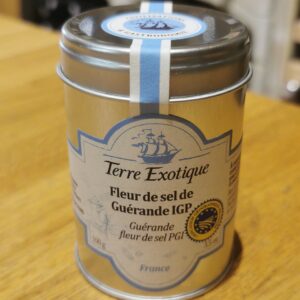 Terre Exotique
Fleur de sel de
Guérande IGP
Guérande
fleur de sel PGI
France